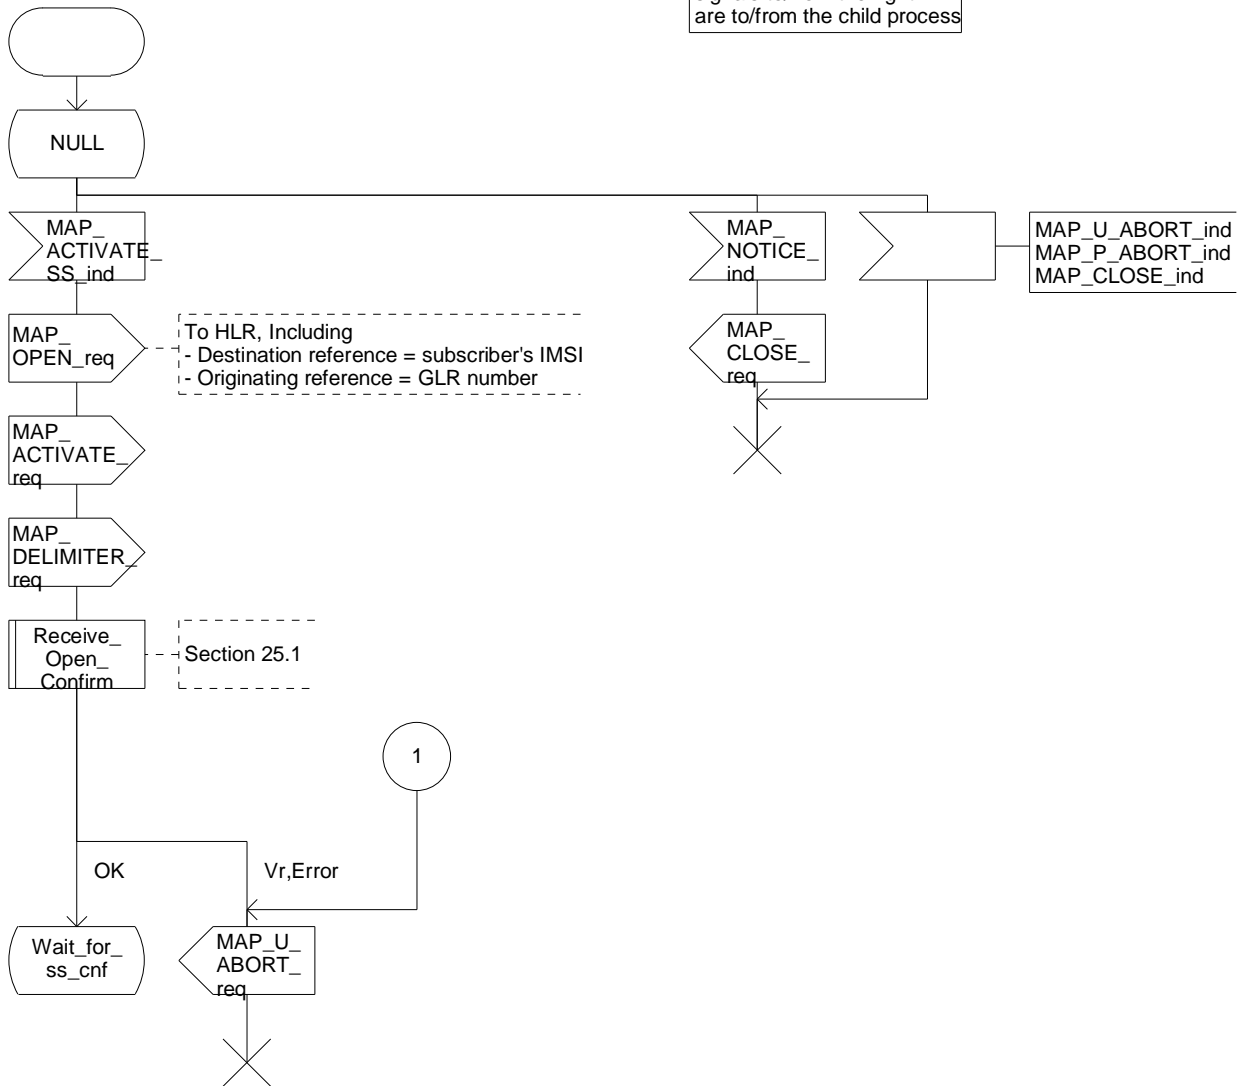 are to/from the child process
NULL
MAP_
ACTIVATE_
SS_ind
MAP_
NOTICE_
ind
MAP_U_ABORT_ind
MAP_P_ABORT_ind
MAP_CLOSE_ind
MAP_
OPEN_req
To HLR, Including
- Destination reference = subscriber's IMSI
- Originating reference = GLR number
MAP_
CLOSE_
req
MAP_
ACTIVATE_
req
MAP_
DELIMITER_
req
Receive_
Open_
Confirm
Section 25.1
1
OK
Vr,Error
Wait_for_
ss_cnf
MAP_U_
ABORT_
req